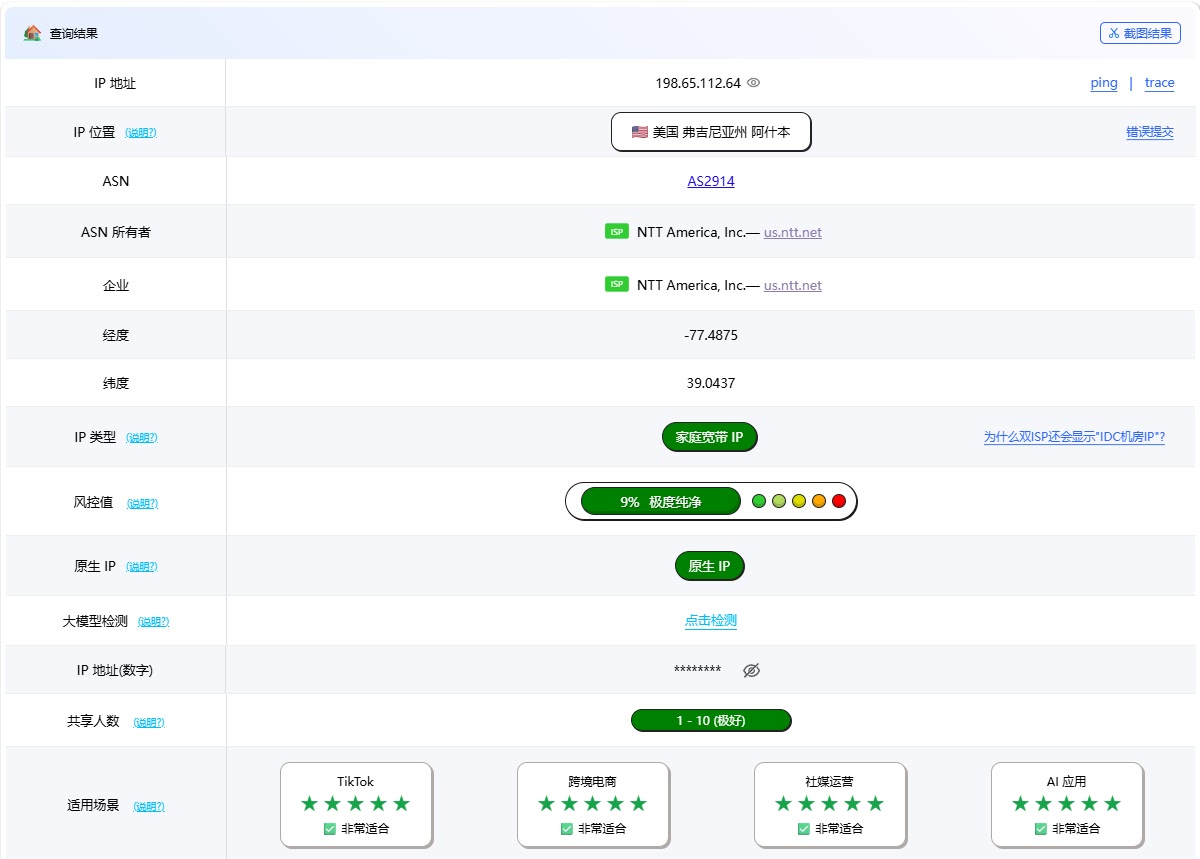 查询结果
截图结果
IP 地址
198.65.112.64
ping | trace
IP 位置 (说明?)
美国 弗吉尼亚州 阿什本
错误提交
ASN
AS2914
ASN 所有者
ISP NTT America, Inc.— us.ntt.net
企业
ISP NTT America, Inc.— us.ntt.net
经度
-77.4875
纬度
39.0437
IP 类型 (说明?)
家庭宽带 IP
为什么双ISP还会显示"IDC机房IP"?
风控值 (说明?)
9% 极度纯净
原生 IP (说明?)
原生 IP
大模型检测 (说明?)
点击检测
IP 地址(数字)
********
共享人数 (说明?)
1 - 10 (极好)
适用场景 (说明?)
TikTok
★ ★ ★ ★ ★
✅ 非常适合
跨境电商
★ ★ ★ ★ ★
✅ 非常适合
社媒运营
★ ★ ★ ★ ★
✅ 非常适合
AI 应用
★ ★ ★ ★ ★
✅ 非常适合